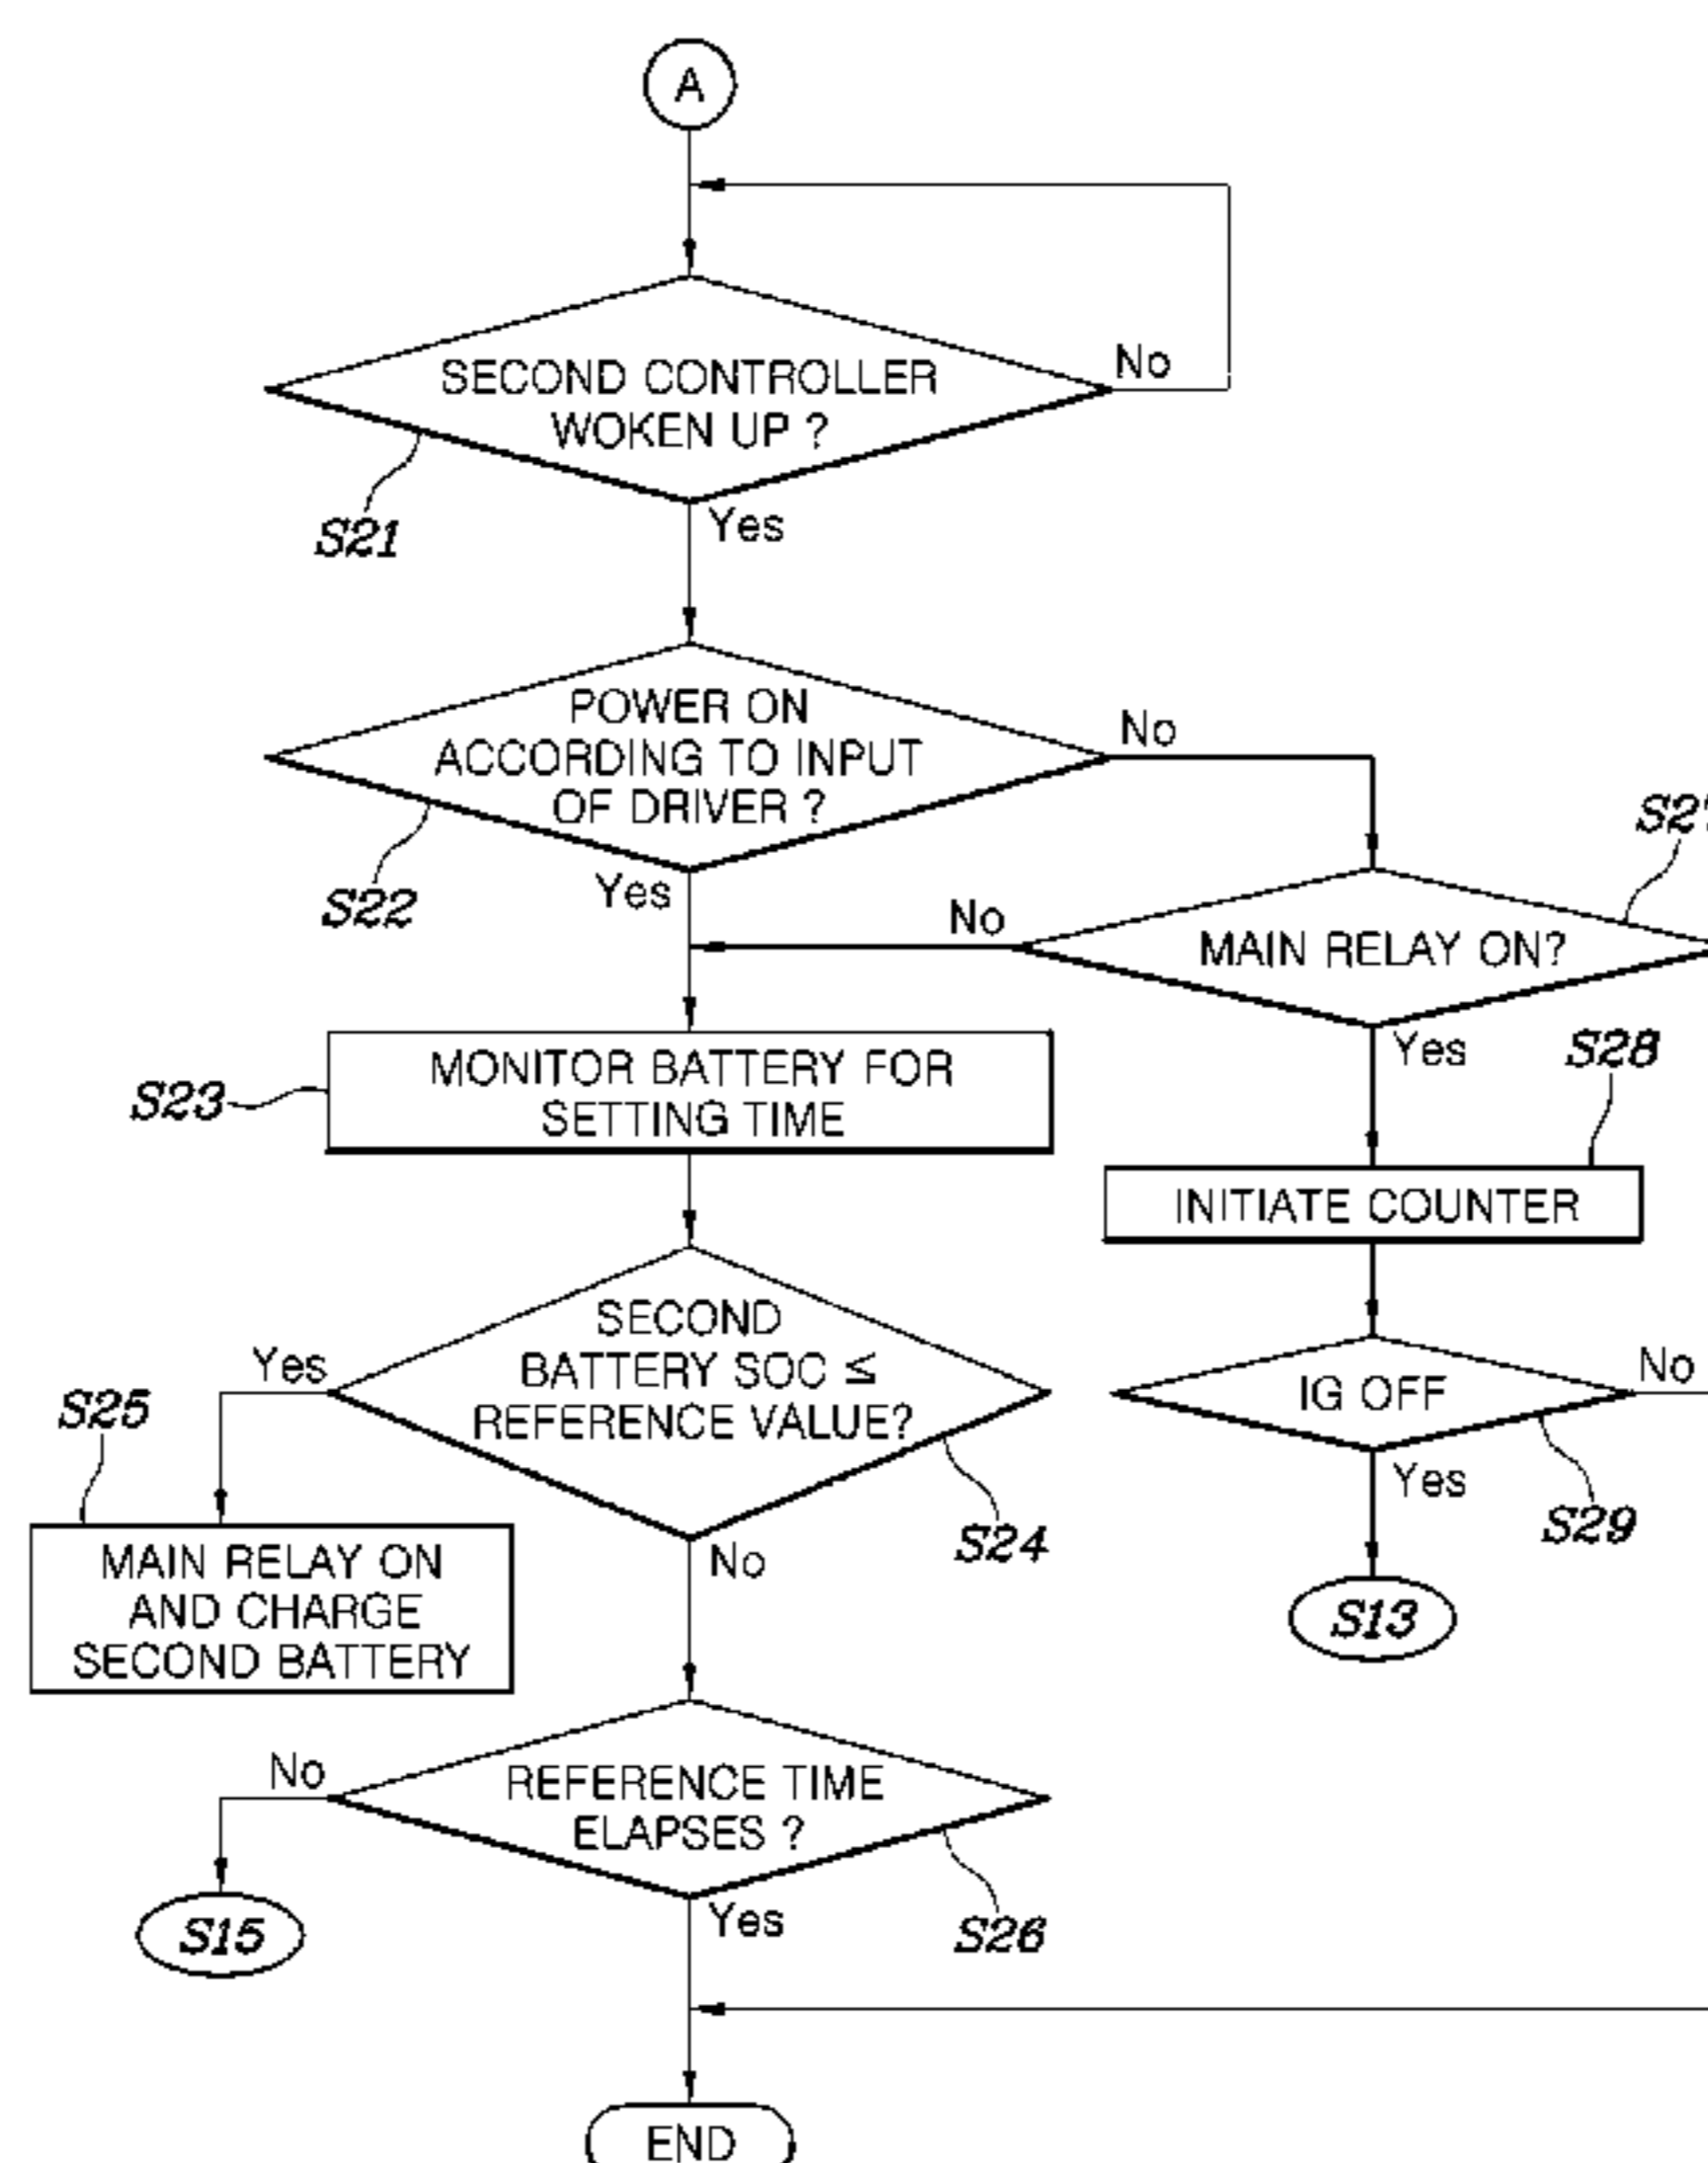 A
SECOND CONTROLLER
WOKEN UP ?
No
S21
Yes
POWER ON
ACCORDING TO INPUT
OF DRIVER ?
No
S22
Yes
MAIN RELAY ON?
No
Yes
S23
MONITOR BATTERY FOR
SETTING TIME
S28
INITIATE COUNTER
SECOND
BATTERY SOC ≤
REFERENCE VALUE?
Yes
S24
No
IG OFF
No
S29
Yes
S13
S25
MAIN RELAY ON
AND CHARGE
SECOND BATTERY
REFERENCE TIME
ELAPSES ?
No
S26
Yes
S15
END